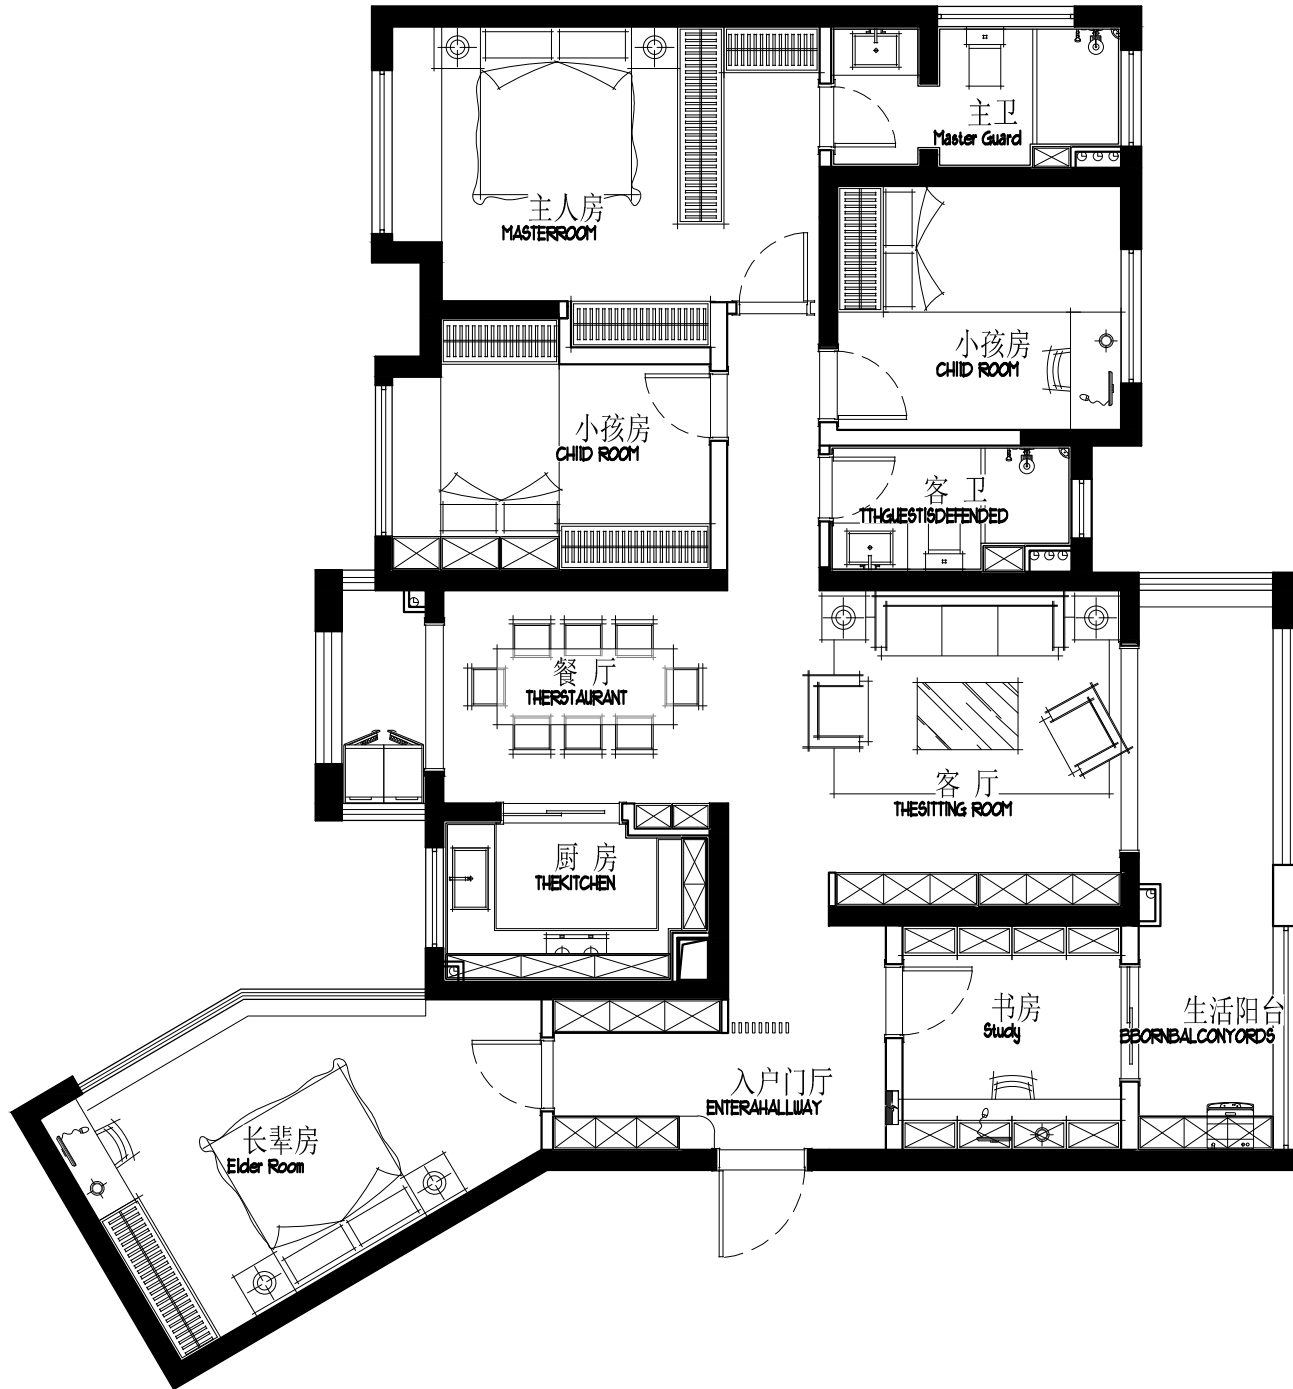 主卫
Master Guard
主人房
MASTERROOM
小孩房
CHIID ROOM
小孩房
CHIID ROOM
客 卫
TTHGUESTISDEFENDED
餐 厅
THERSTAURANT
客 厅
THESITTING ROOM
厨 房
THEKITCHEN
书房
Study
生活阳台
BBORNBALCONYORDS
入户门厅
ENTERAHALLWAY
长辈房
Elder Room